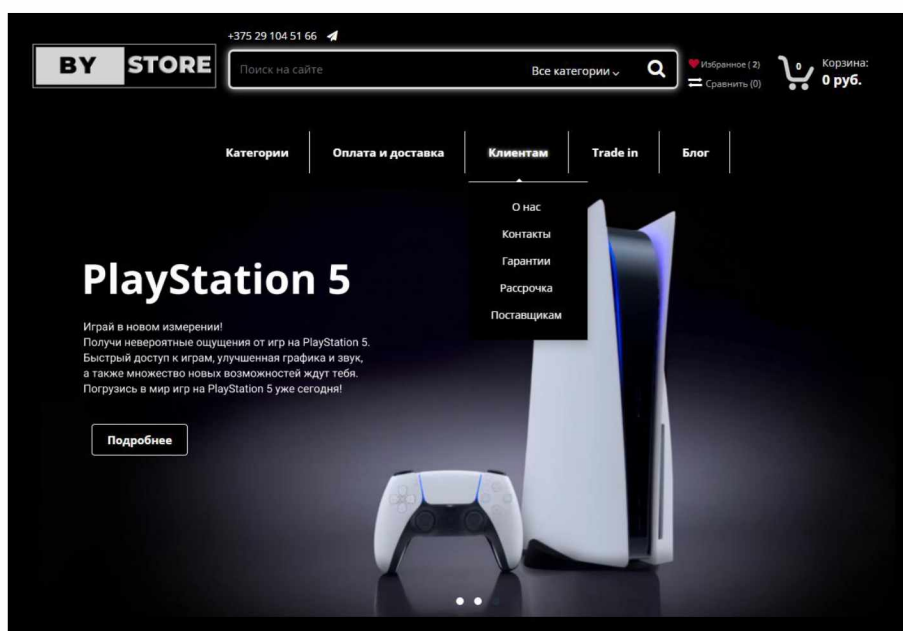 +375 29 104 51 66
BY STORE
Поиск на сайте
Все категории
Избранное ( 2)
Сравнить (0)
0
Корзина:
0 руб.
Категории
Оплата и доставка
Клиентам
Trade in
Блог
О нас
Контакты
Гарантии
Рассрочка
Поставщикам
PlayStation 5
Играй в новом измерении!
Получи невероятные ощущения от игр на PlayStation 5.
Быстрый доступ к играм, улучшенная графика и звук,
а также множество новых возможностей ждут тебя.
Погрузись в мир игр на PlayStation 5 уже сегодня!
Подробнее